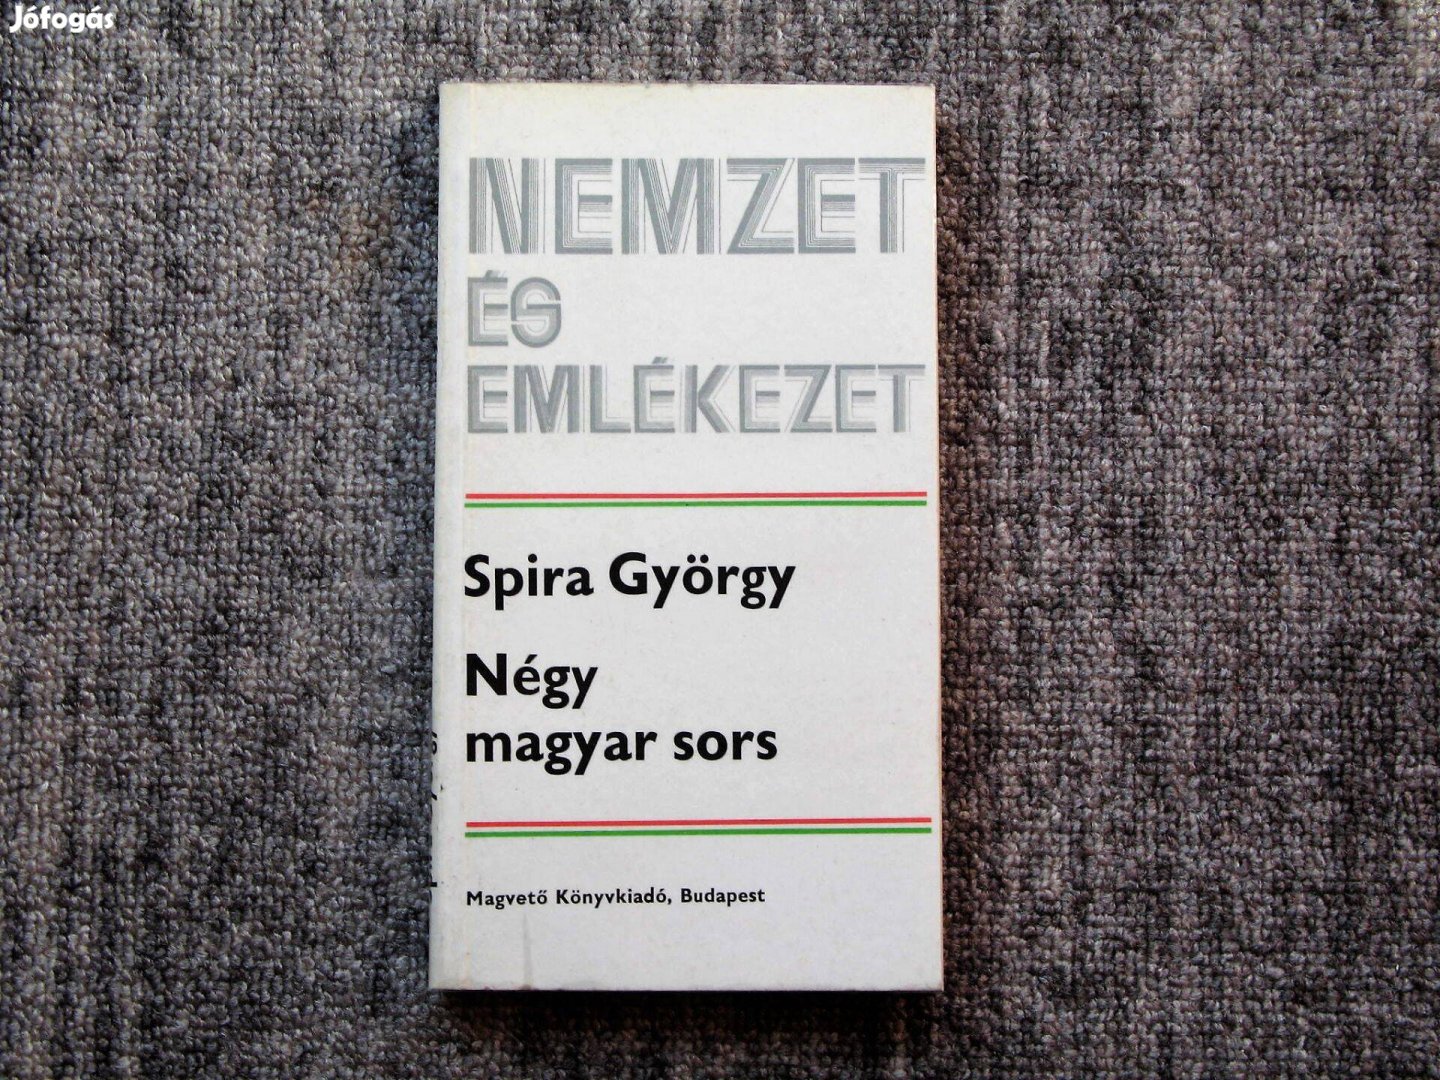 Jófogás
NEMZET
ÉS
EMLÉKEZET
Spira György
Négy
magyar sors
Magvető Könyvkiadó, Budapest